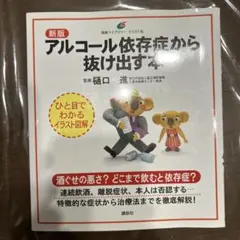 新版
アルコール依存症から
抜け出す本
監修 樋口 進
ひと目で
わかる
イラスト図解
酒ぐせの悪さ? どこまで飲むと依存症?
連続飲酒、離脱症状、本人は否認…
特徴的な症状から治療法までを徹底解説!
講談社